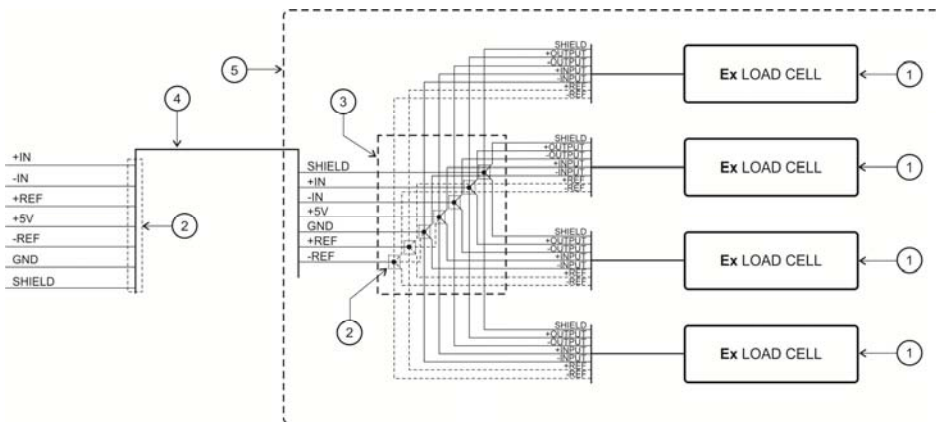 5
4
3
+IN
-IN
+REF
+5V
-REF
GND
SHIELD
2
SHIELD
+IN
-IN
+5V
GND
+REF
-REF
2
SHIELD
+OUTPUT
-OUTPUT
+INPUT
-INPUT
+REF
-REF
Ex LOAD CELL
1
SHIELD
+OUTPUT
-OUTPUT
+INPUT
-INPUT
+REF
-REF
Ex LOAD CELL
1
SHIELD
+OUTPUT
-OUTPUT
+INPUT
-INPUT
+REF
-REF
Ex LOAD CELL
1
SHIELD
+OUTPUT
-OUTPUT
+INPUT
-INPUT
+REF
-REF
Ex LOAD CELL
1